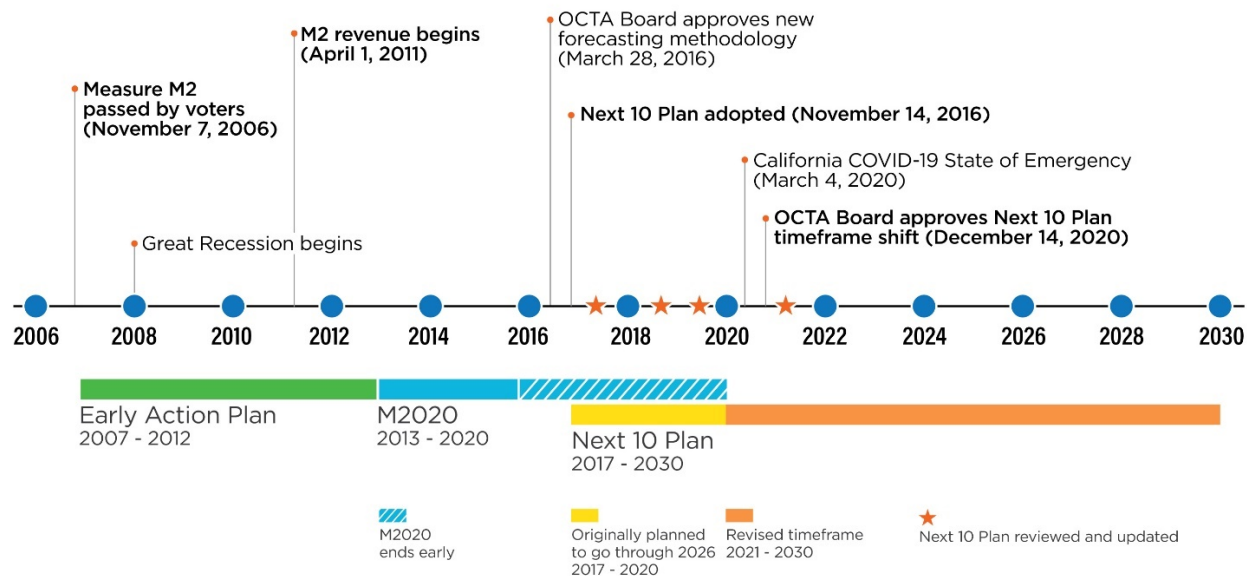 OCTA Board approves new
forecasting methodology
(March 28, 2016)
M2 revenue begins
(April 1, 2011)
Measure M2
passed by voters
(November 7, 2006)
Next 10 Plan adopted (November 14, 2016)
California COVID-19 State of Emergency
(March 4, 2020)
OCTA Board approves Next 10 Plan
timeframe shift (December 14, 2020)
Great Recession begins
2006
2008
2010
2012
2014
2016
2018
2020
2022
2024
2026
2028
2030
Early Action Plan
2007 - 2012
M2020
2013 - 2020
Next 10 Plan
2017 - 2030
M2020
ends early
Originally planned
to go through 2026
2017 - 2020
Revised timeframe
2021 - 2030
Next 10 Plan reviewed and updated